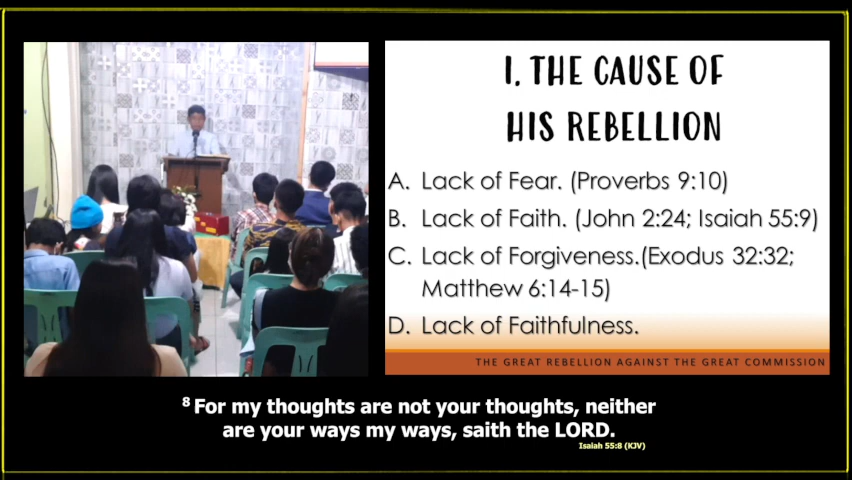 I. THE CAUSE OF
HIS REBELLION
A. Lack of Fear. (Proverbs 9:10)
B. Lack of Faith. (John 2:24; Isaiah 55:9)
C. Lack of Forgiveness.(Exodus 32:32;
Matthew 6:14-15)
D. Lack of Faithfulness.
THE GREAT REBELLION AGAINST THE GREAT COMMISSION
8 For my thoughts are not your thoughts, neither
are your ways my ways, saith the LORD.
Isaiah 55:8 (KJV)